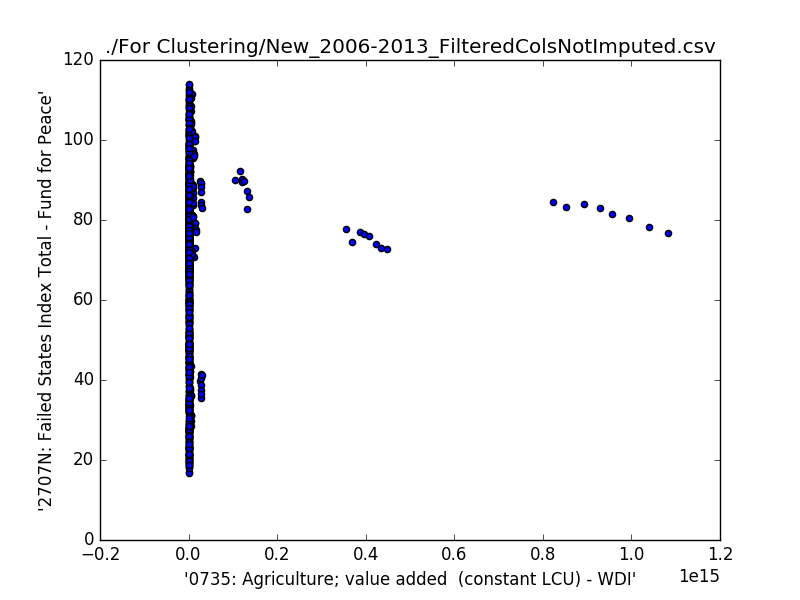 ./For Clustering/New_2006-2013_FilteredColsNotImputed.csv
120
100
80
60
40
20
0
'2707N: Failed States Index Total - Fund for Peace'
−0.2 0.0 0.2 0.4 0.6 0.8 1.0 1.2
1e15
'0735: Agriculture; value added  (constant LCU) - WDI'